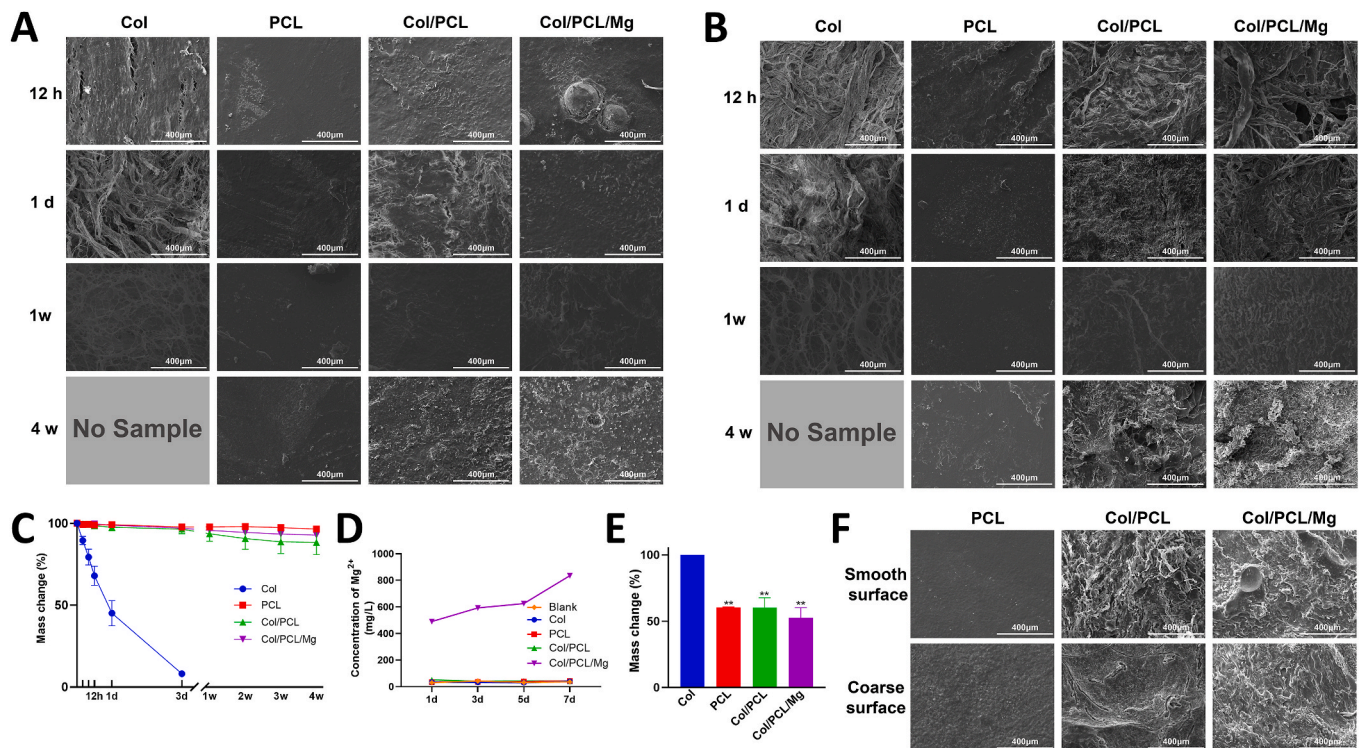 A
Col PCL Col/PCL Col/PCL/Mg
12 h
400μm 400μm 400μm 400μm
1 d
400μm 400μm 400μm 400μm
1w
400μm 400μm 400μm 400μm
4 w
No Sample
400μm 400μm 400μm
B
Col PCL Col/PCL Col/PCL/Mg
12 h
400μm 400μm 400μm 400μm
1 d
400μm 400μm 400μm 400μm
1w
400μm 400μm 400μm 400μm
4 w
No Sample
400μm 400μm 400μm
C
Mass change (%)
100
50
0
12h 1d 3d 1w 2w 3w 4w
Col
PCL
Col/PCL
Col/PCL/Mg
D
Concentration of Mg²⁺
(mg/L)
1000
800
600
400
200
0
1d 3d 5d 7d
Blank
Col
PCL
Col/PCL
Col/PCL/Mg
E
Mass change (%)
100
50
0
** ** **
Col PCL Col/PCL Col/PCL/Mg
F
PCL Col/PCL Col/PCL/Mg
Smooth
surface
400μm 400μm 400μm
Coarse
surface
400μm 400μm 400μm